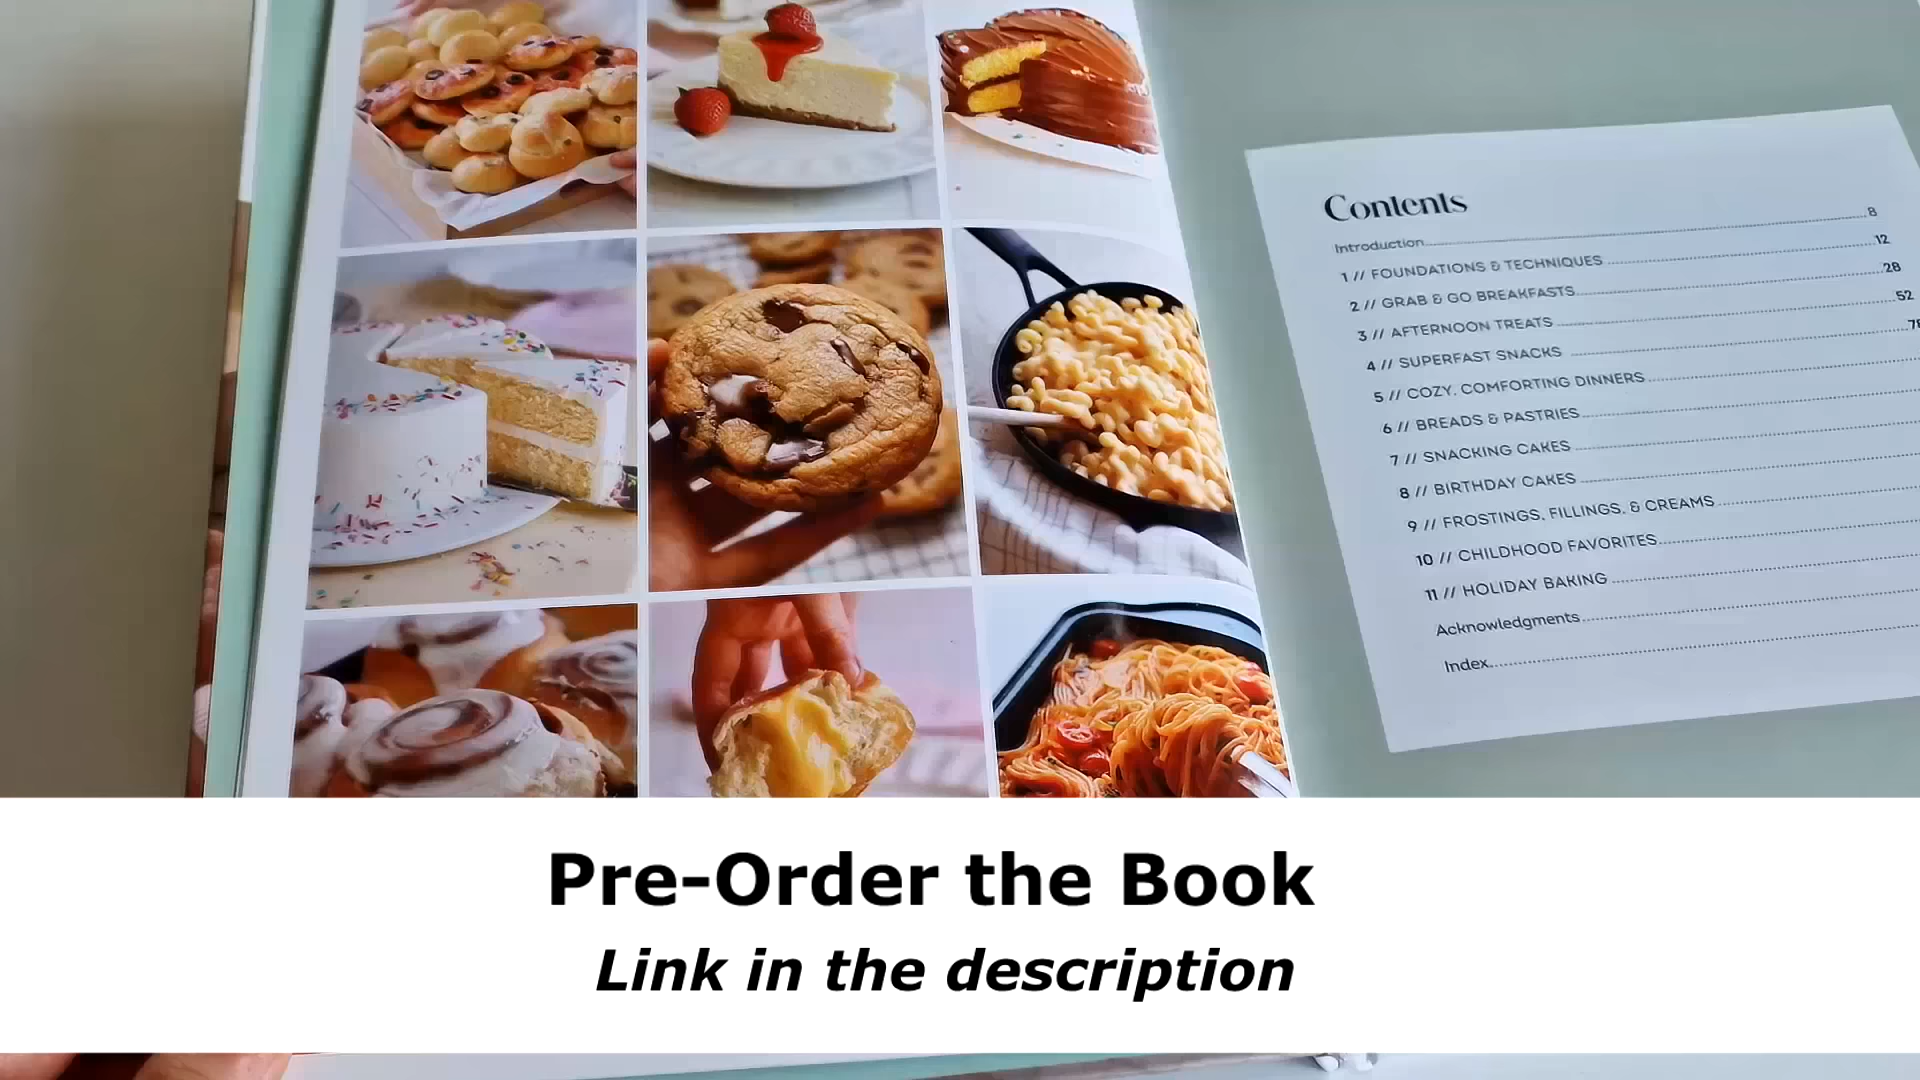 Contents
Introduction 8
1 // FOUNDATIONS & TECHNIQUES 12
2 // GRAB & GO BREAKFASTS 28
3 // AFTERNOON TREATS 52
4 // SUPERFAST SNACKS
5 // COZY, COMFORTING DINNERS
6 // BREADS & PASTRIES
7 // SNACKING CAKES
8 // BIRTHDAY CAKES
9 // FROSTINGS, FILLINGS, & CREAMS
10 // CHILDHOOD FAVORITES
11 // HOLIDAY BAKING
Acknowledgments
Index
Pre-Order the Book
Link in the description